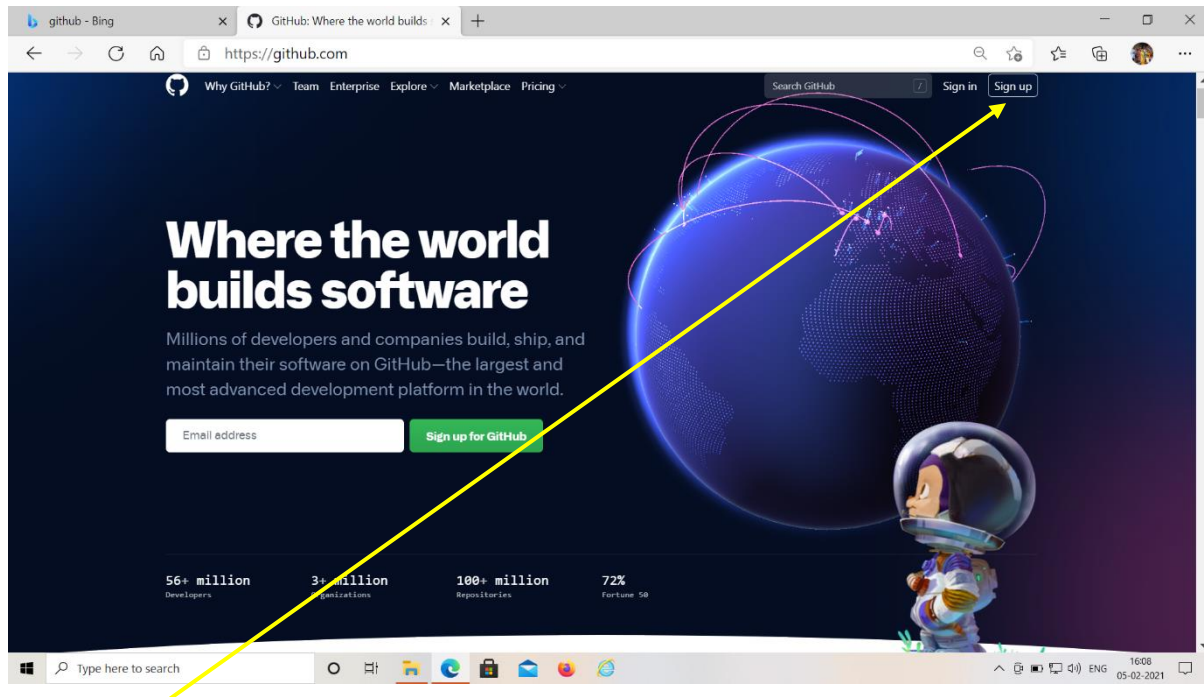 github - Bing
GitHub: Where the world builds
https://github.com
Why GitHub? Team Enterprise Explore Marketplace Pricing Search GitHub / Sign in Sign up
Where the world
builds software
Millions of developers and companies build, ship, and
maintain their software on GitHub—the largest and
most advanced development platform in the world.
Email address Sign up for GitHub
56+ million 3+ million 100+ million 72%
Developers Organizations Repositories Fortune 50
Type here to search ENG 16:08
05-02-2021